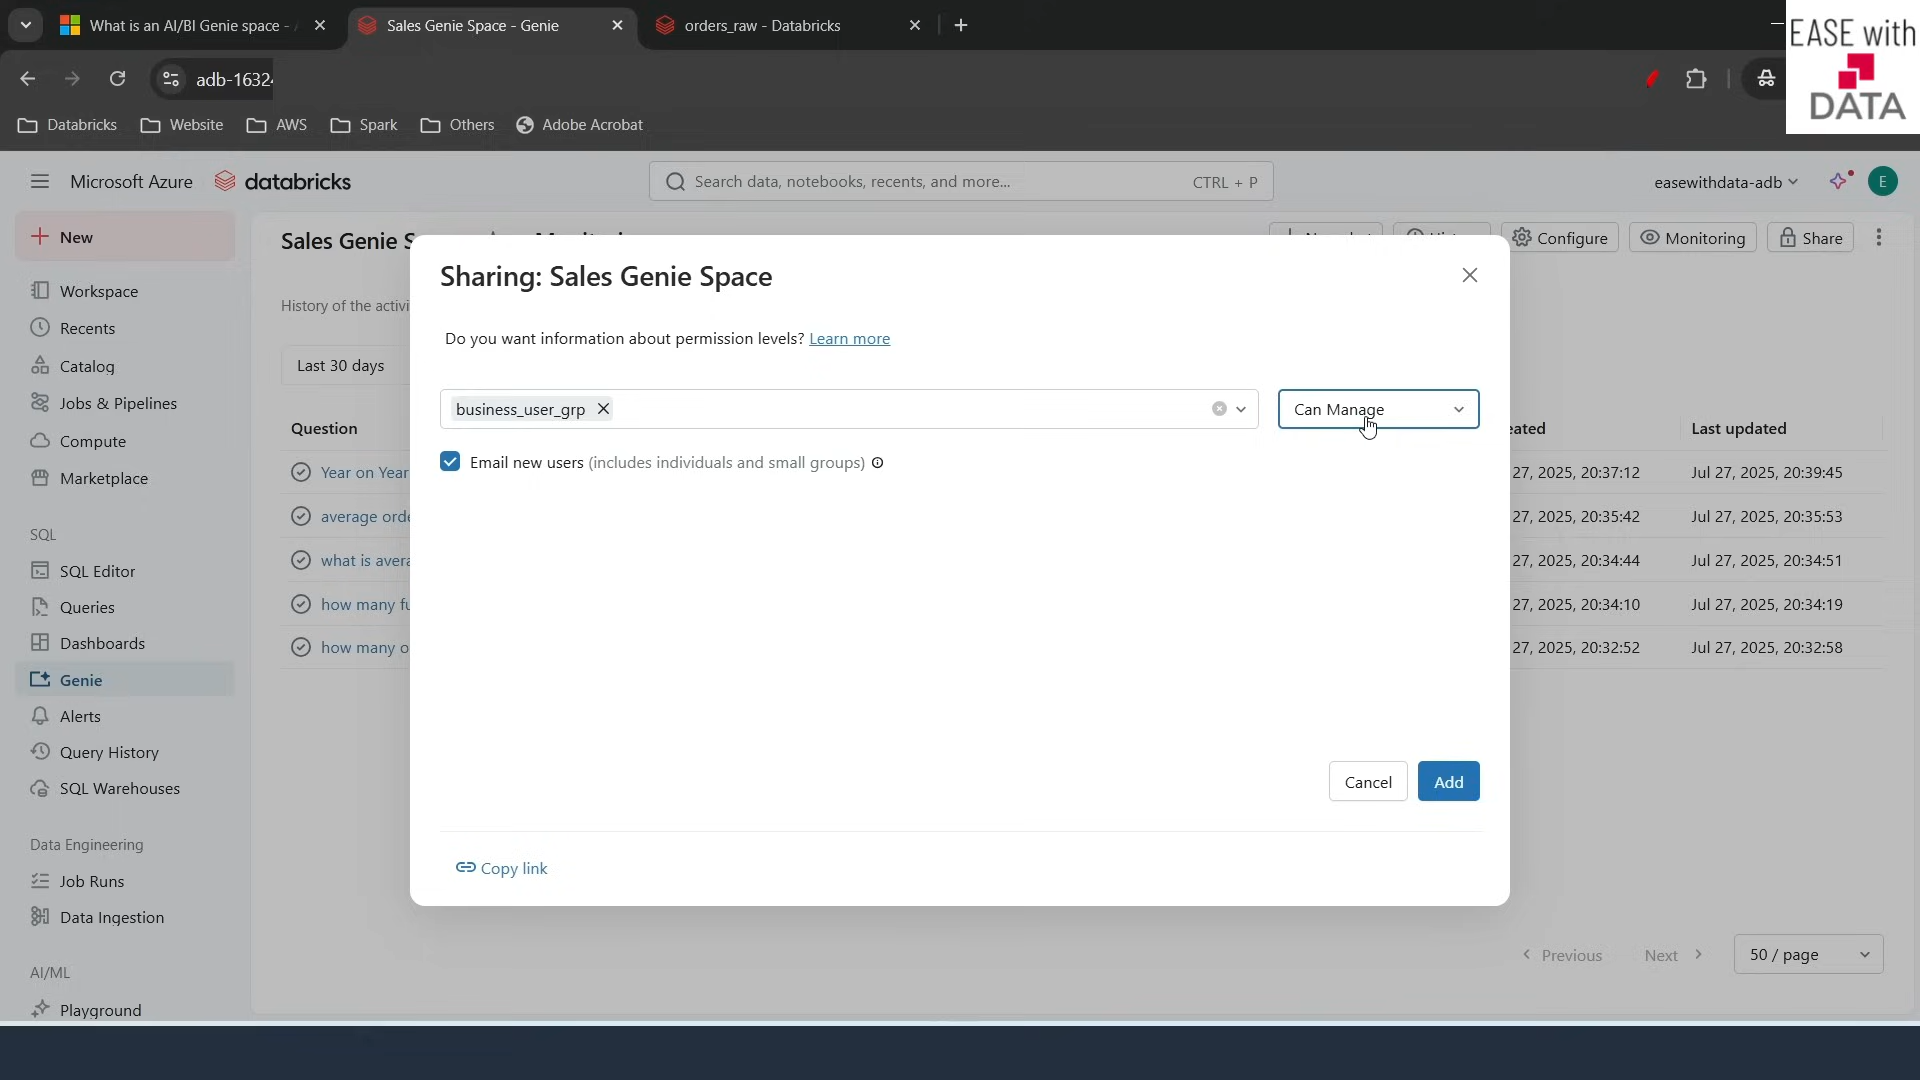 What is an AI/BI Genie space -
Sales Genie Space - Genie
orders_raw - Databricks
EASE with
DATA
adb-1632
Databricks
Website
AWS
Spark
Others
Adobe Acrobat
Microsoft Azure
databricks
Search data, notebooks, recents, and more...
CTRL + P
easewithdata-adb
E
New
Workspace
Recents
Catalog
Jobs & Pipelines
Compute
Marketplace
SQL
SQL Editor
Queries
Dashboards
Genie
Alerts
Query History
SQL Warehouses
Data Engineering
Job Runs
Data Ingestion
AI/ML
Playground
Sales Genie S
Configure
Monitoring
Share
History of the activi
Last 30 days
Question
eated
Last updated
Year on Year
27, 2025, 20:37:12
Jul 27, 2025, 20:39:45
average orde
27, 2025, 20:35:42
Jul 27, 2025, 20:35:53
what is avera
27, 2025, 20:34:44
Jul 27, 2025, 20:34:51
how many fu
27, 2025, 20:34:10
Jul 27, 2025, 20:34:19
how many o
27, 2025, 20:32:52
Jul 27, 2025, 20:32:58
Sharing: Sales Genie Space
Do you want information about permission levels? Learn more
business_user_grp
Can Manage
Email new users (includes individuals and small groups)
Cancel
Add
Copy link
Previous
Next
50 / page